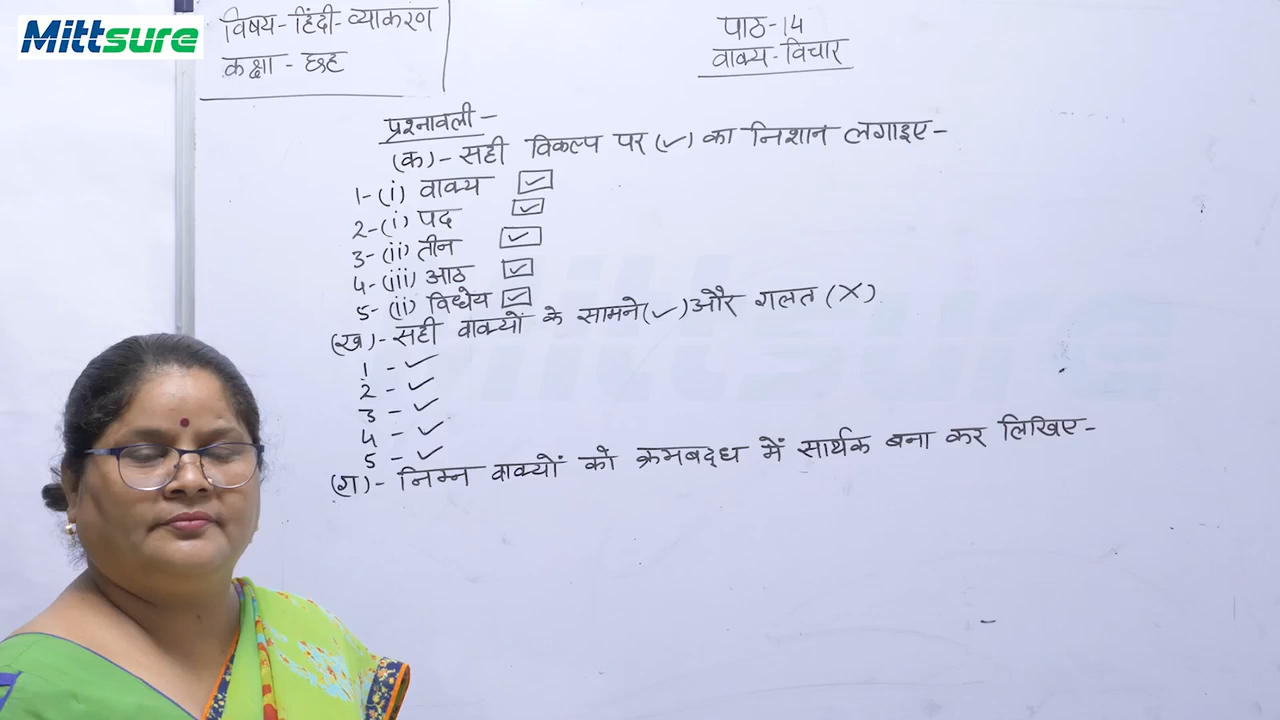 Mittsure
विषय-हिंदी-व्याकरण
कक्षा - छह
पाठ-14
वाक्य-विचार
प्रश्नावली -
(क)- सही विकल्प पर (✓) का निशान लगाइए-
1-(i) वाक्य ✓
2-(i) पद ✓
3-(ii) तीन ✓
4-(iii) आठ ✓
5-(ii) विधेय ✓
(ख)- सही वाक्यों के सामने(✓)और गलत (X)
1 - ✓
2 - ✓
3 - ✓
4 - ✓
5 - ✓
(ग)- निम्न वाक्यों को क्रमबद्ध में सार्थक बना कर लिखिए-
Mittsure